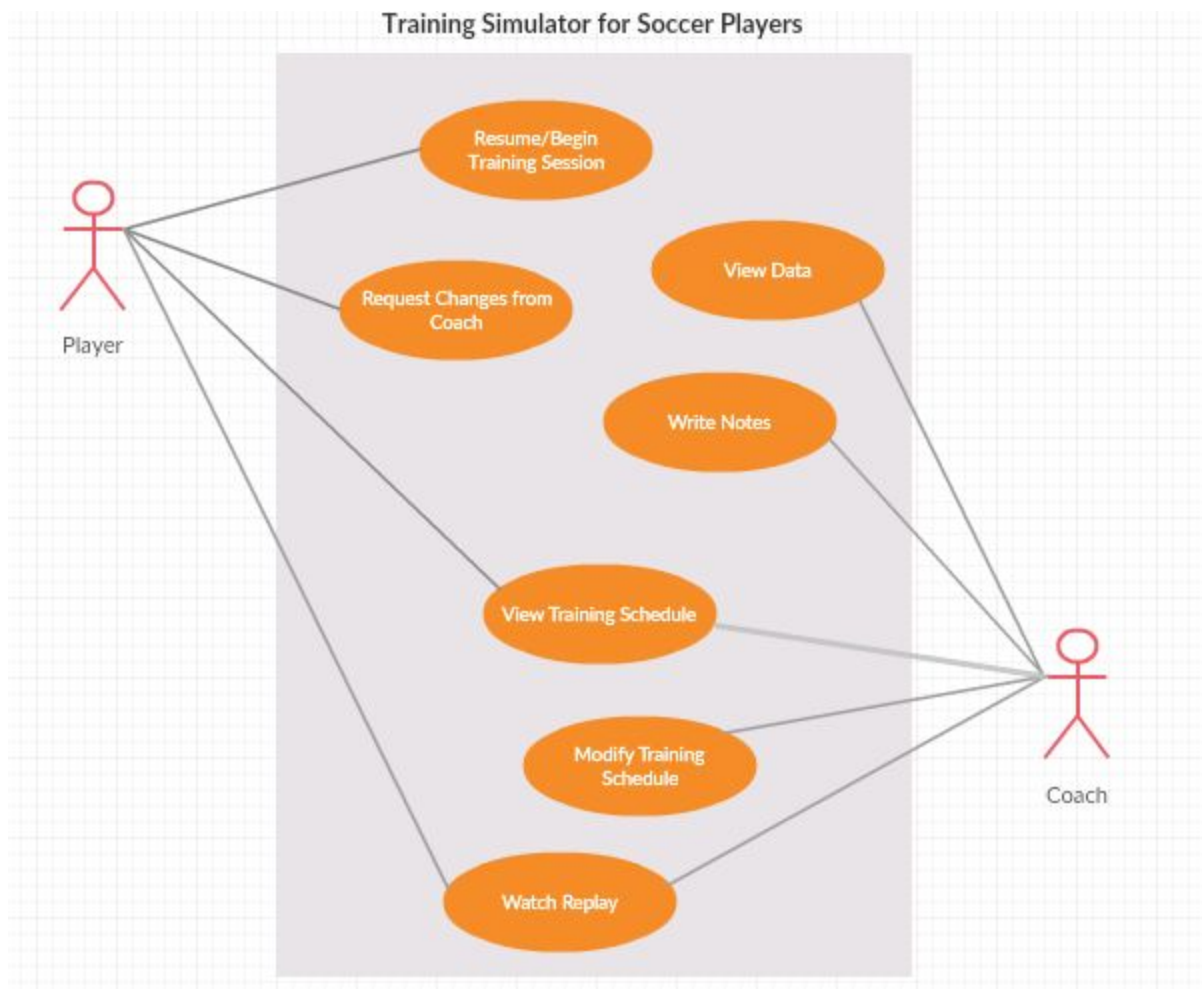 Training Simulator for Soccer Players
Resume/Begin
Training Session
View Data
Request Changes from
Coach
Player
Write Notes
View Training Schedule
Modify Training
Schedule
Coach
Watch Replay